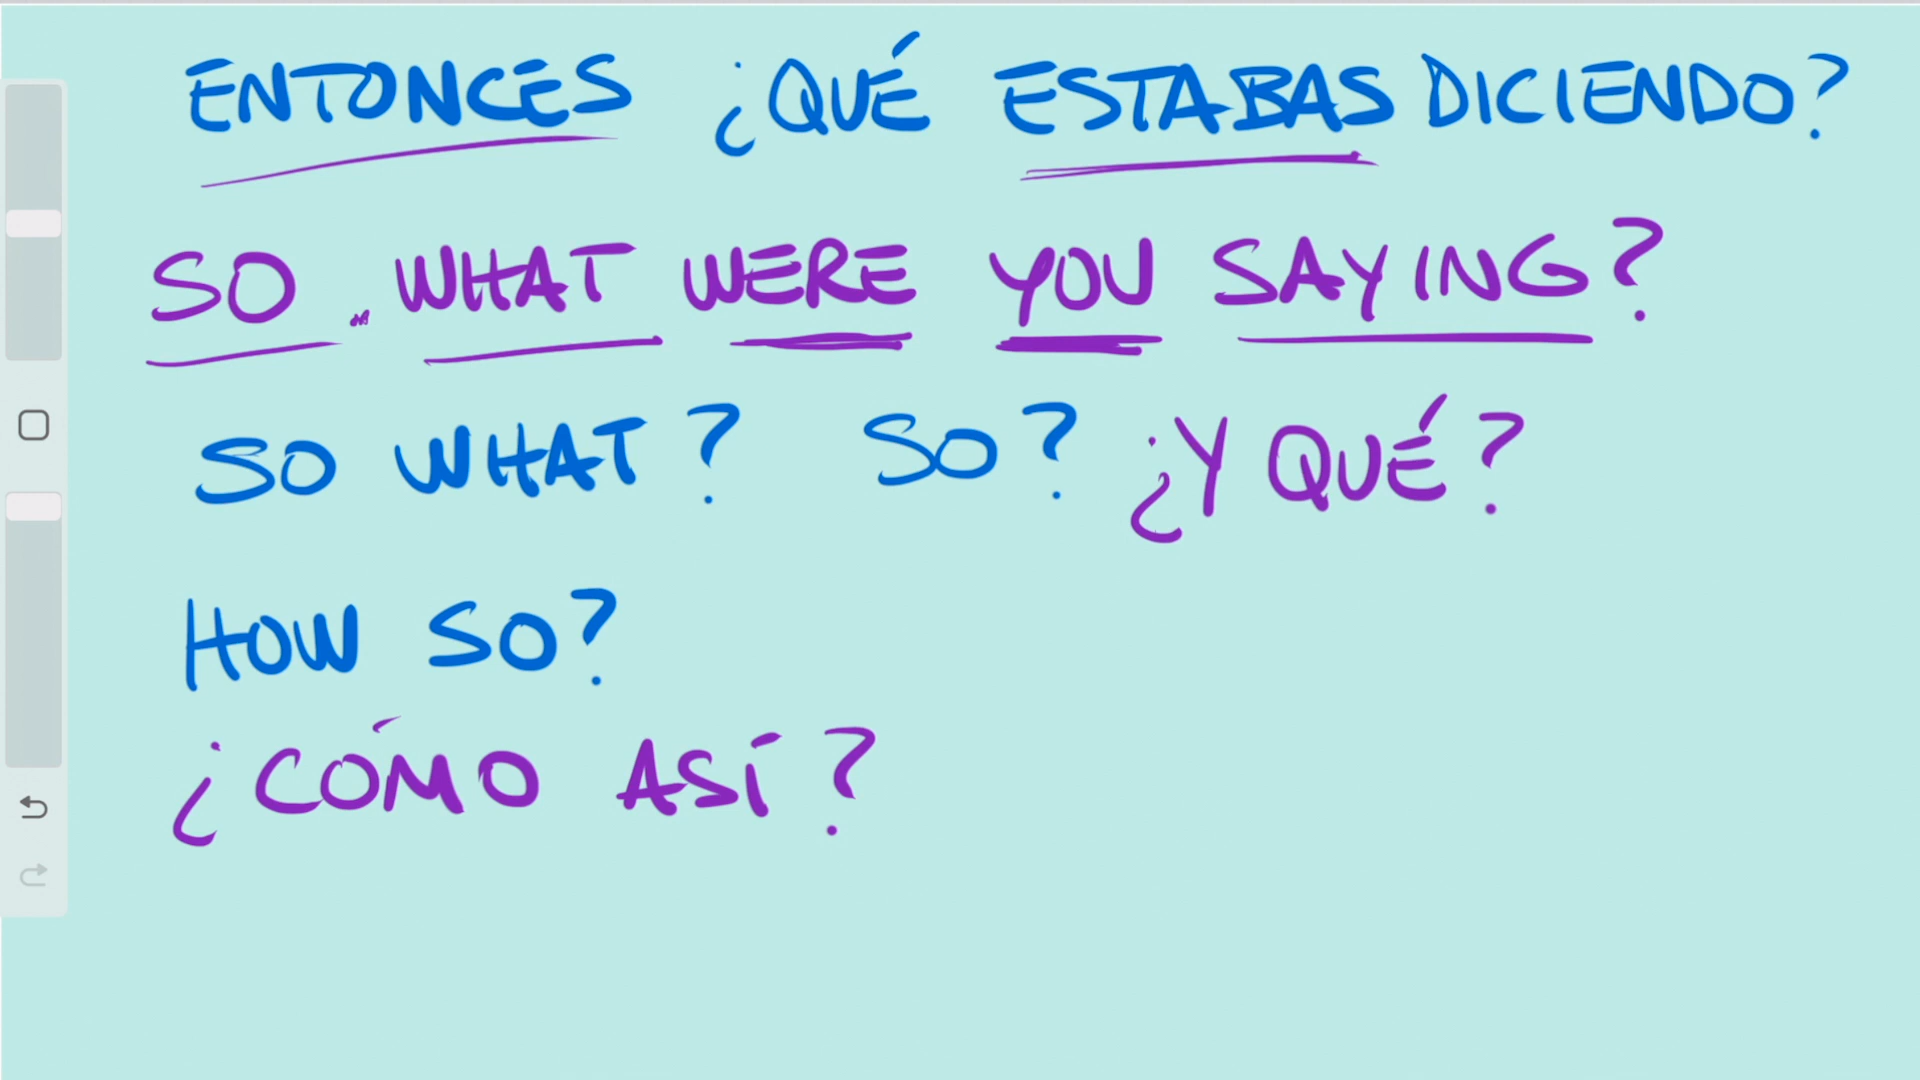 ENTONCES ¿QUÉ ESTABAS DICIENDO?
SO. WHAT WERE YOU SAYING?
SO WHAT? SO? ¿Y QUÉ?
HOW SO?
¿CÓMO ASÍ?